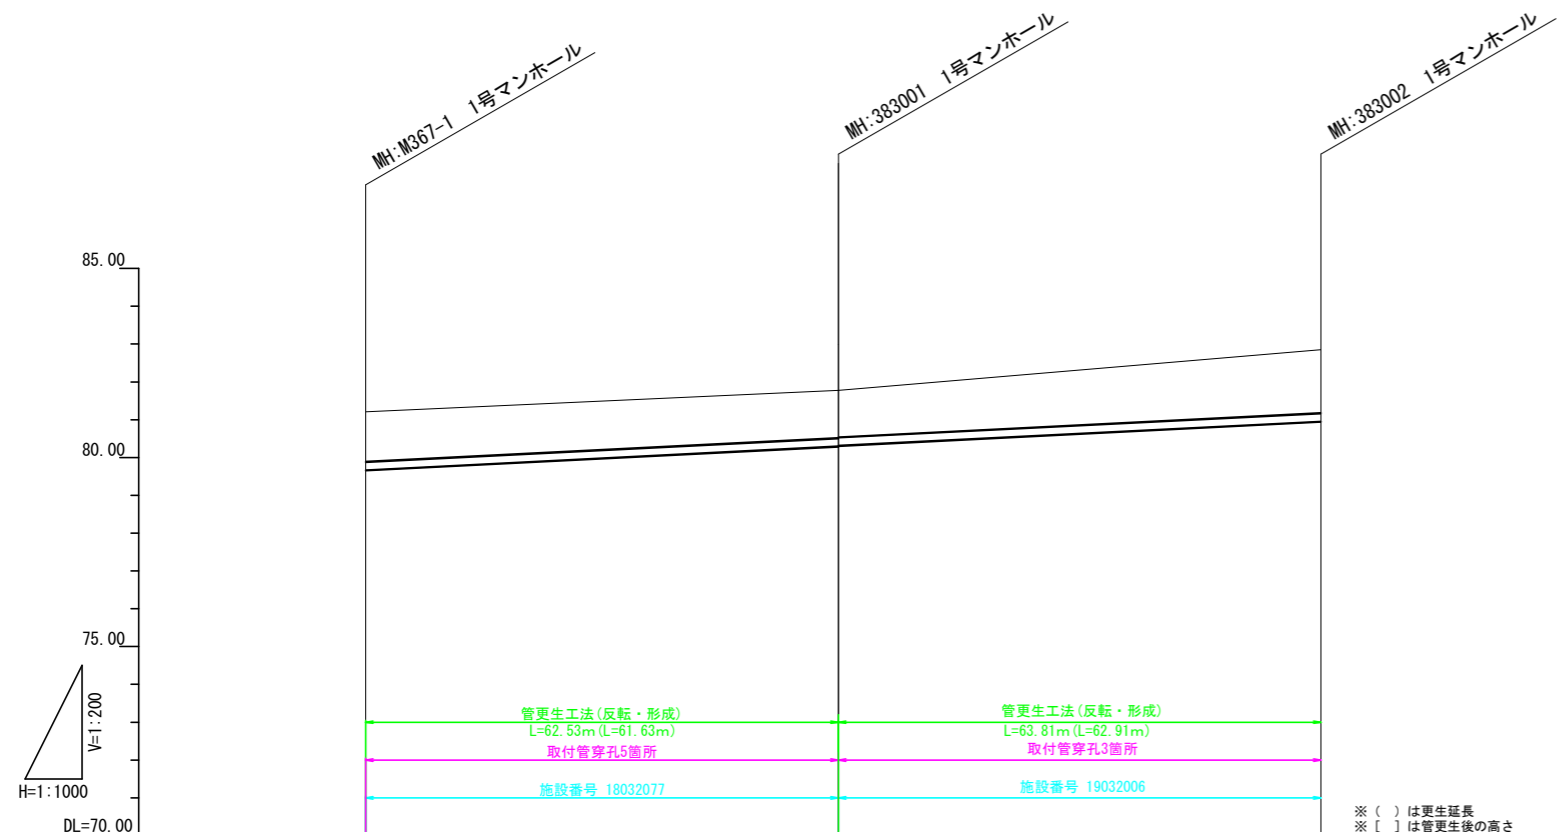 MH:M367-1 1号マンホール
MH:383001 1号マンホール
MH:383002 1号マンホール
85.00
80.00
75.00
V=1:200
H=1:1000
DL=70.00
管更生工法(反転・形成)
L=62.53m(L=61.63m)
取付管穿孔5箇所
施設番号 18032077
管更生工法(反転・形成)
L=63.81m(L=62.91m)
取付管穿孔3箇所
施設番号 19032006
※( )は更生延長
※[ ]は管更生後の高さ